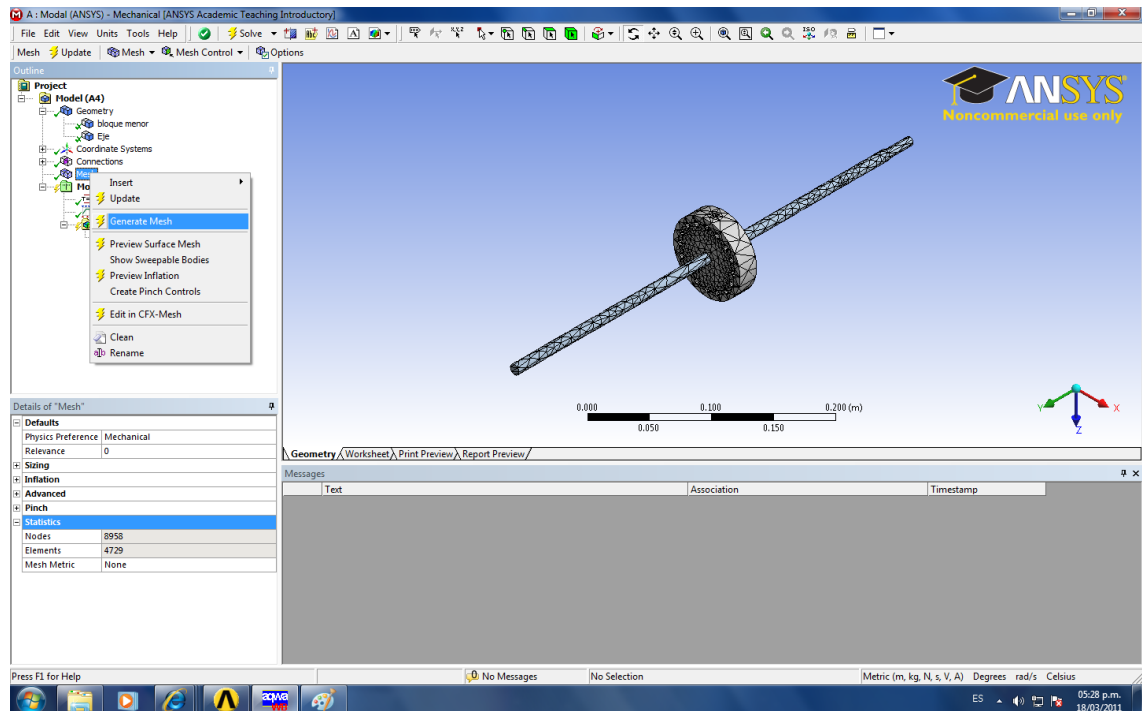 A : Modal (ANSYS) - Mechanical [ANSYS Academic Teaching Introductory]
File Edit View Units Tools Help Solve
Mesh Update Mesh Mesh Control Options
Outline
Project
Model (A4)
Geometry
bloque menor
Eje
Coordinate Systems
Connections
Mesh
Mo
Insert
Update
Generate Mesh
Preview Surface Mesh
Show Sweepable Bodies
Preview Inflation
Create Pinch Controls
Edit in CFX-Mesh
Clean
Rename
ANSYS
Noncommercial use only
0.000 0.100 0.200 (m)
0.050 0.150
Y X
Z
Geometry Worksheet Print Preview Report Preview
Details of "Mesh"
Defaults
Physics Preference Mechanical
Relevance 0
Sizing
Inflation
Advanced
Pinch
Statistics
Nodes 8958
Elements 4729
Mesh Metric None
Messages
Text Association Timestamp
Press F1 for Help No Messages No Selection Metric (m, kg, N, s, V, A) Degrees rad/s Celsius
aqwa
ES 05:28 p.m.
18/03/2011